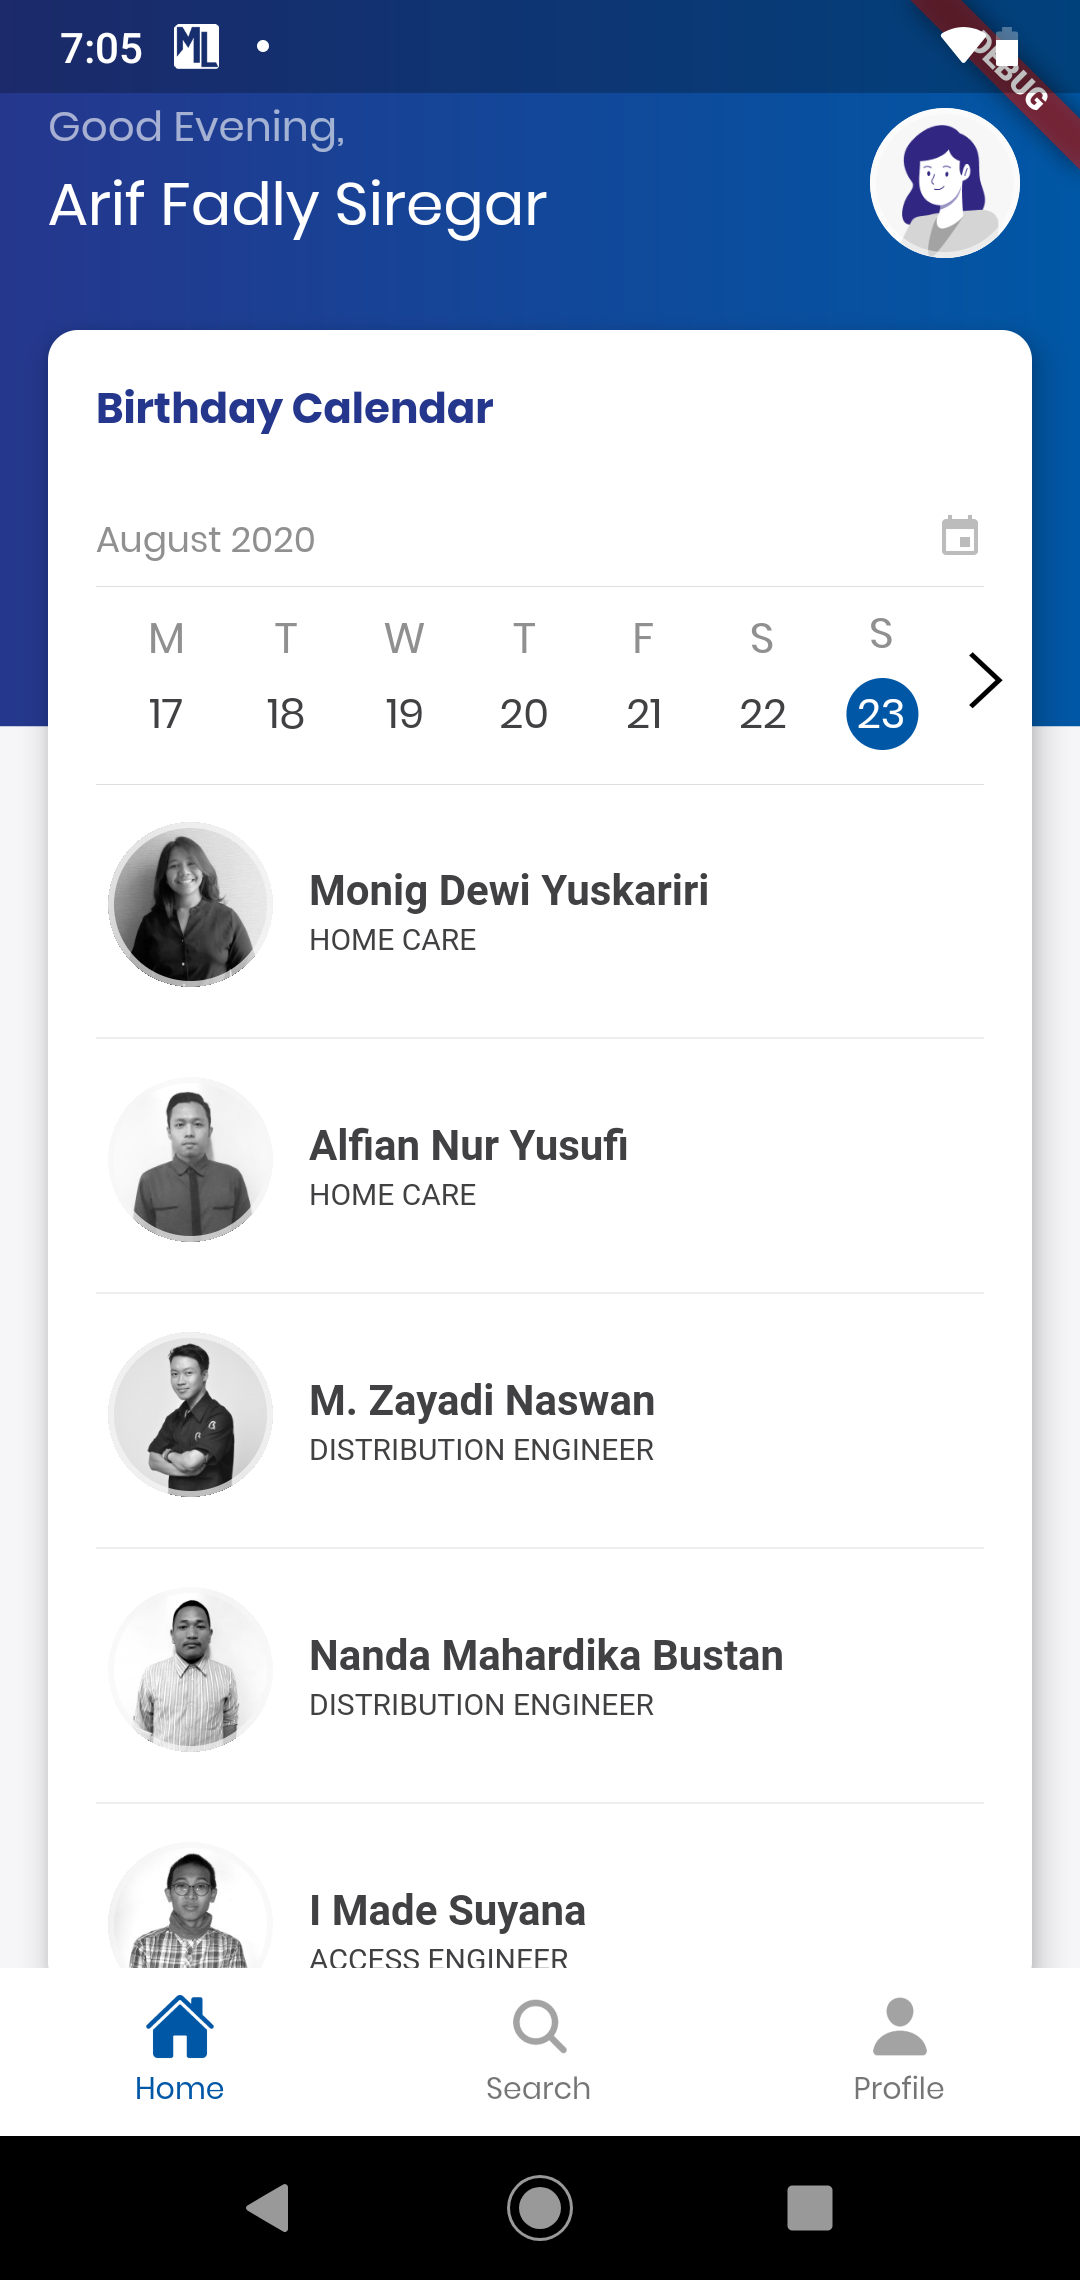 7:05 ML
DEBUG
Good Evening,
Arif Fadly Siregar
Birthday Calendar
August 2020
M T W T F S S
17 18 19 20 21 22 23
Monig Dewi Yuskariri
HOME CARE
Alfian Nur Yusufi
HOME CARE
M. Zayadi Naswan
DISTRIBUTION ENGINEER
Nanda Mahardika Bustan
DISTRIBUTION ENGINEER
I Made Suyana
ACCESS ENGINEER
Home Search Profile